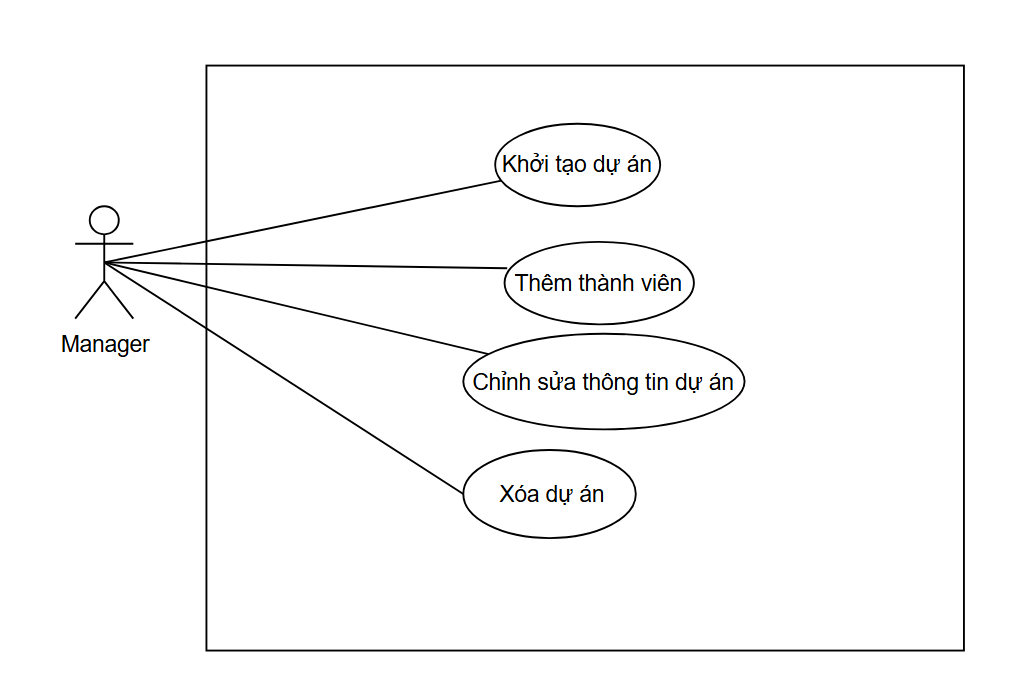 Khởi tạo dự án
Thêm thành viên
Manager
Chỉnh sửa thông tin dự án
Xóa dự án